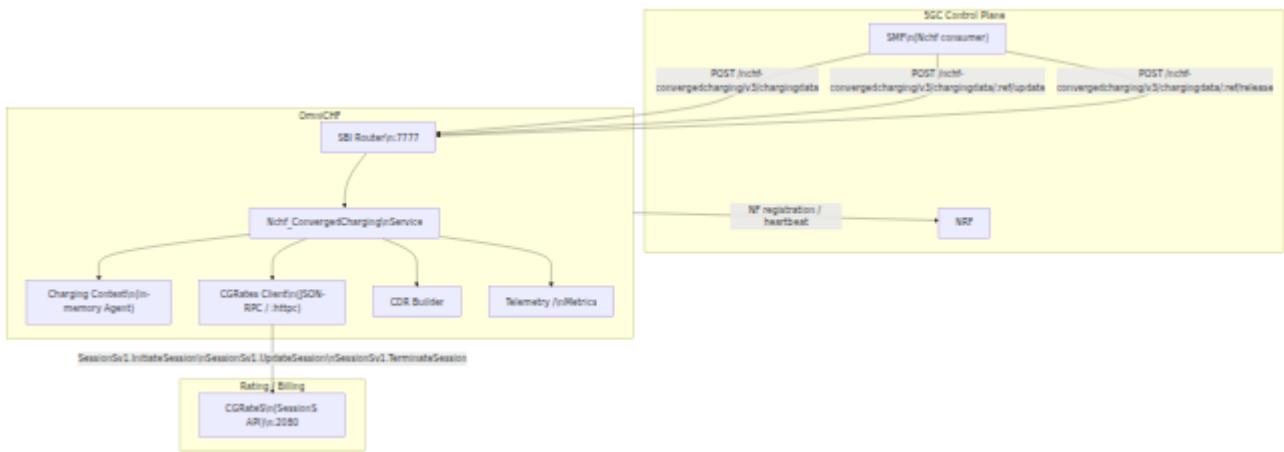 5GC Control Plane
SMF\n(Nchf consumer)
POST /nchf-
convergedcharging/v3/chargingdata
POST /nchf-
convergedcharging/v3/chargingdata/:ref/update
POST /nchf-
convergedcharging/v3/chargingdata/:ref/release
OmniCHF
SBI Router\n:7777
Nchf_ConvergedCharging\nService
NF registration /
heartbeat
NRF
Charging Context\n(in-
memory Agent)
CGRates Client\n(JSON-
RPC / :httpc)
CDR Builder
Telemetry /\nMetrics
SessionSv1.InitiateSession\nSessionSv1.UpdateSession\nSessionSv1.TerminateSession
Rating / Billing
CGRateS\n(SessionS
API)\n:2080